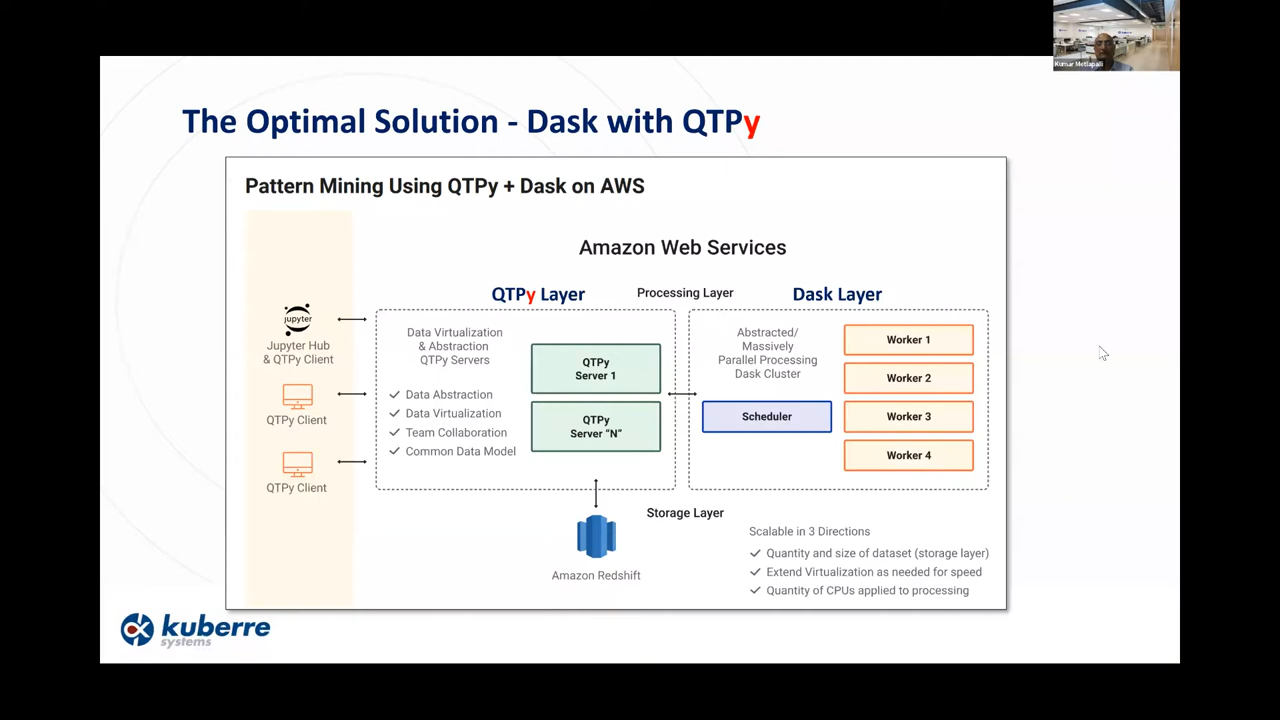 Kumar Metlapalli
The Optimal Solution - Dask with QTPy
Pattern Mining Using QTPy + Dask on AWS
Amazon Web Services
QTPy Layer
Processing Layer
Dask Layer
jupyter
Jupyter Hub
& QTPy Client
QTPy Client
QTPy Client
Data Virtualization
& Abstraction
QTPy Servers
✓ Data Abstraction
✓ Data Virtualization
✓ Team Collaboration
✓ Common Data Model
QTPy
Server 1
QTPy
Server “N”
Abstracted/
Massively
Parallel Processing
Dask Cluster
Scheduler
Worker 1
Worker 2
Worker 3
Worker 4
Storage Layer
Amazon Redshift
Scalable in 3 Directions
✓ Quantity and size of dataset (storage layer)
✓ Extend Virtualization as needed for speed
✓ Quantity of CPUs applied to processing
kuberre
systems